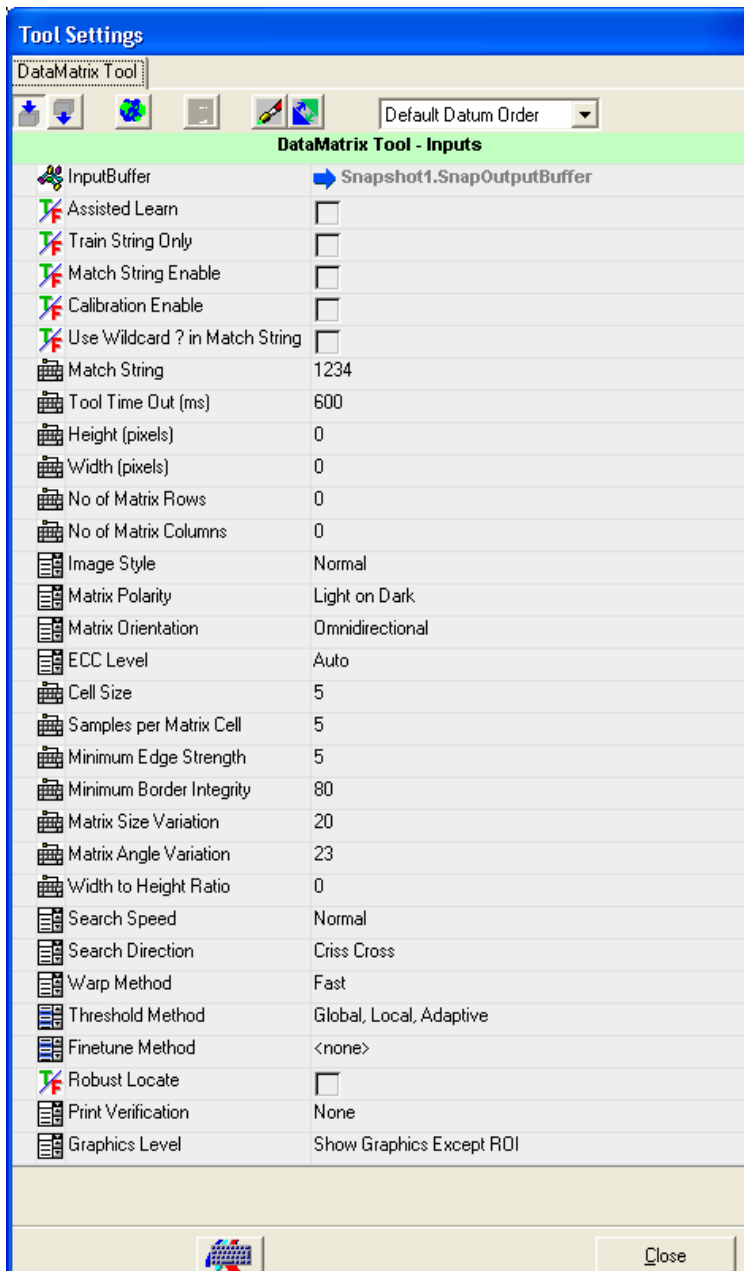 Tool Settings
DataMatrix Tool
Default Datum Order
DataMatrix Tool - Inputs
InputBuffer Snapshot1.SnapOutputBuffer
T/F Assisted Learn
T/F Train String Only
T/F Match String Enable
T/F Calibration Enable
T/F Use Wildcard ? in Match String
Match String 1234
Tool Time Out (ms) 600
Height (pixels) 0
Width (pixels) 0
No of Matrix Rows 0
No of Matrix Columns 0
Image Style Normal
Matrix Polarity Light on Dark
Matrix Orientation Omnidirectional
ECC Level Auto
Cell Size 5
Samples per Matrix Cell 5
Minimum Edge Strength 5
Minimum Border Integrity 80
Matrix Size Variation 20
Matrix Angle Variation 23
Width to Height Ratio 0
Search Speed Normal
Search Direction Criss Cross
Warp Method Fast
Threshold Method Global, Local, Adaptive
Finetune Method <none>
T/F Robust Locate
Print Verification None
Graphics Level Show Graphics Except ROI
Close